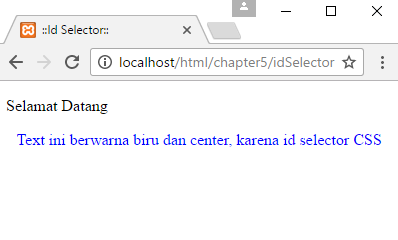 ::Id Selector::
localhost/html/chapter5/idSelector
Selamat Datang
Text ini berwarna biru dan center, karena id selector CSS